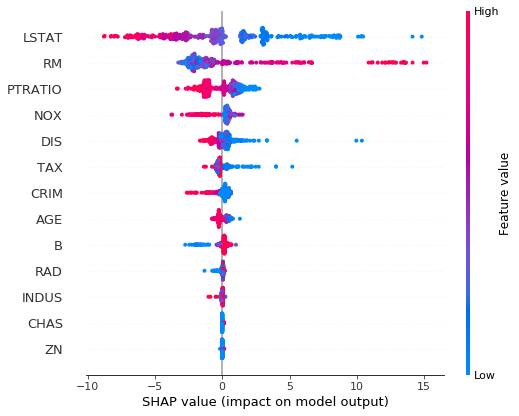 High
LSTAT
RM
PTRATIO
NOX
DIS
TAX
CRIM
AGE
B
RAD
INDUS
CHAS
ZN
Feature value
Low
−10 −5 0 5 10 15
SHAP value (impact on model output)